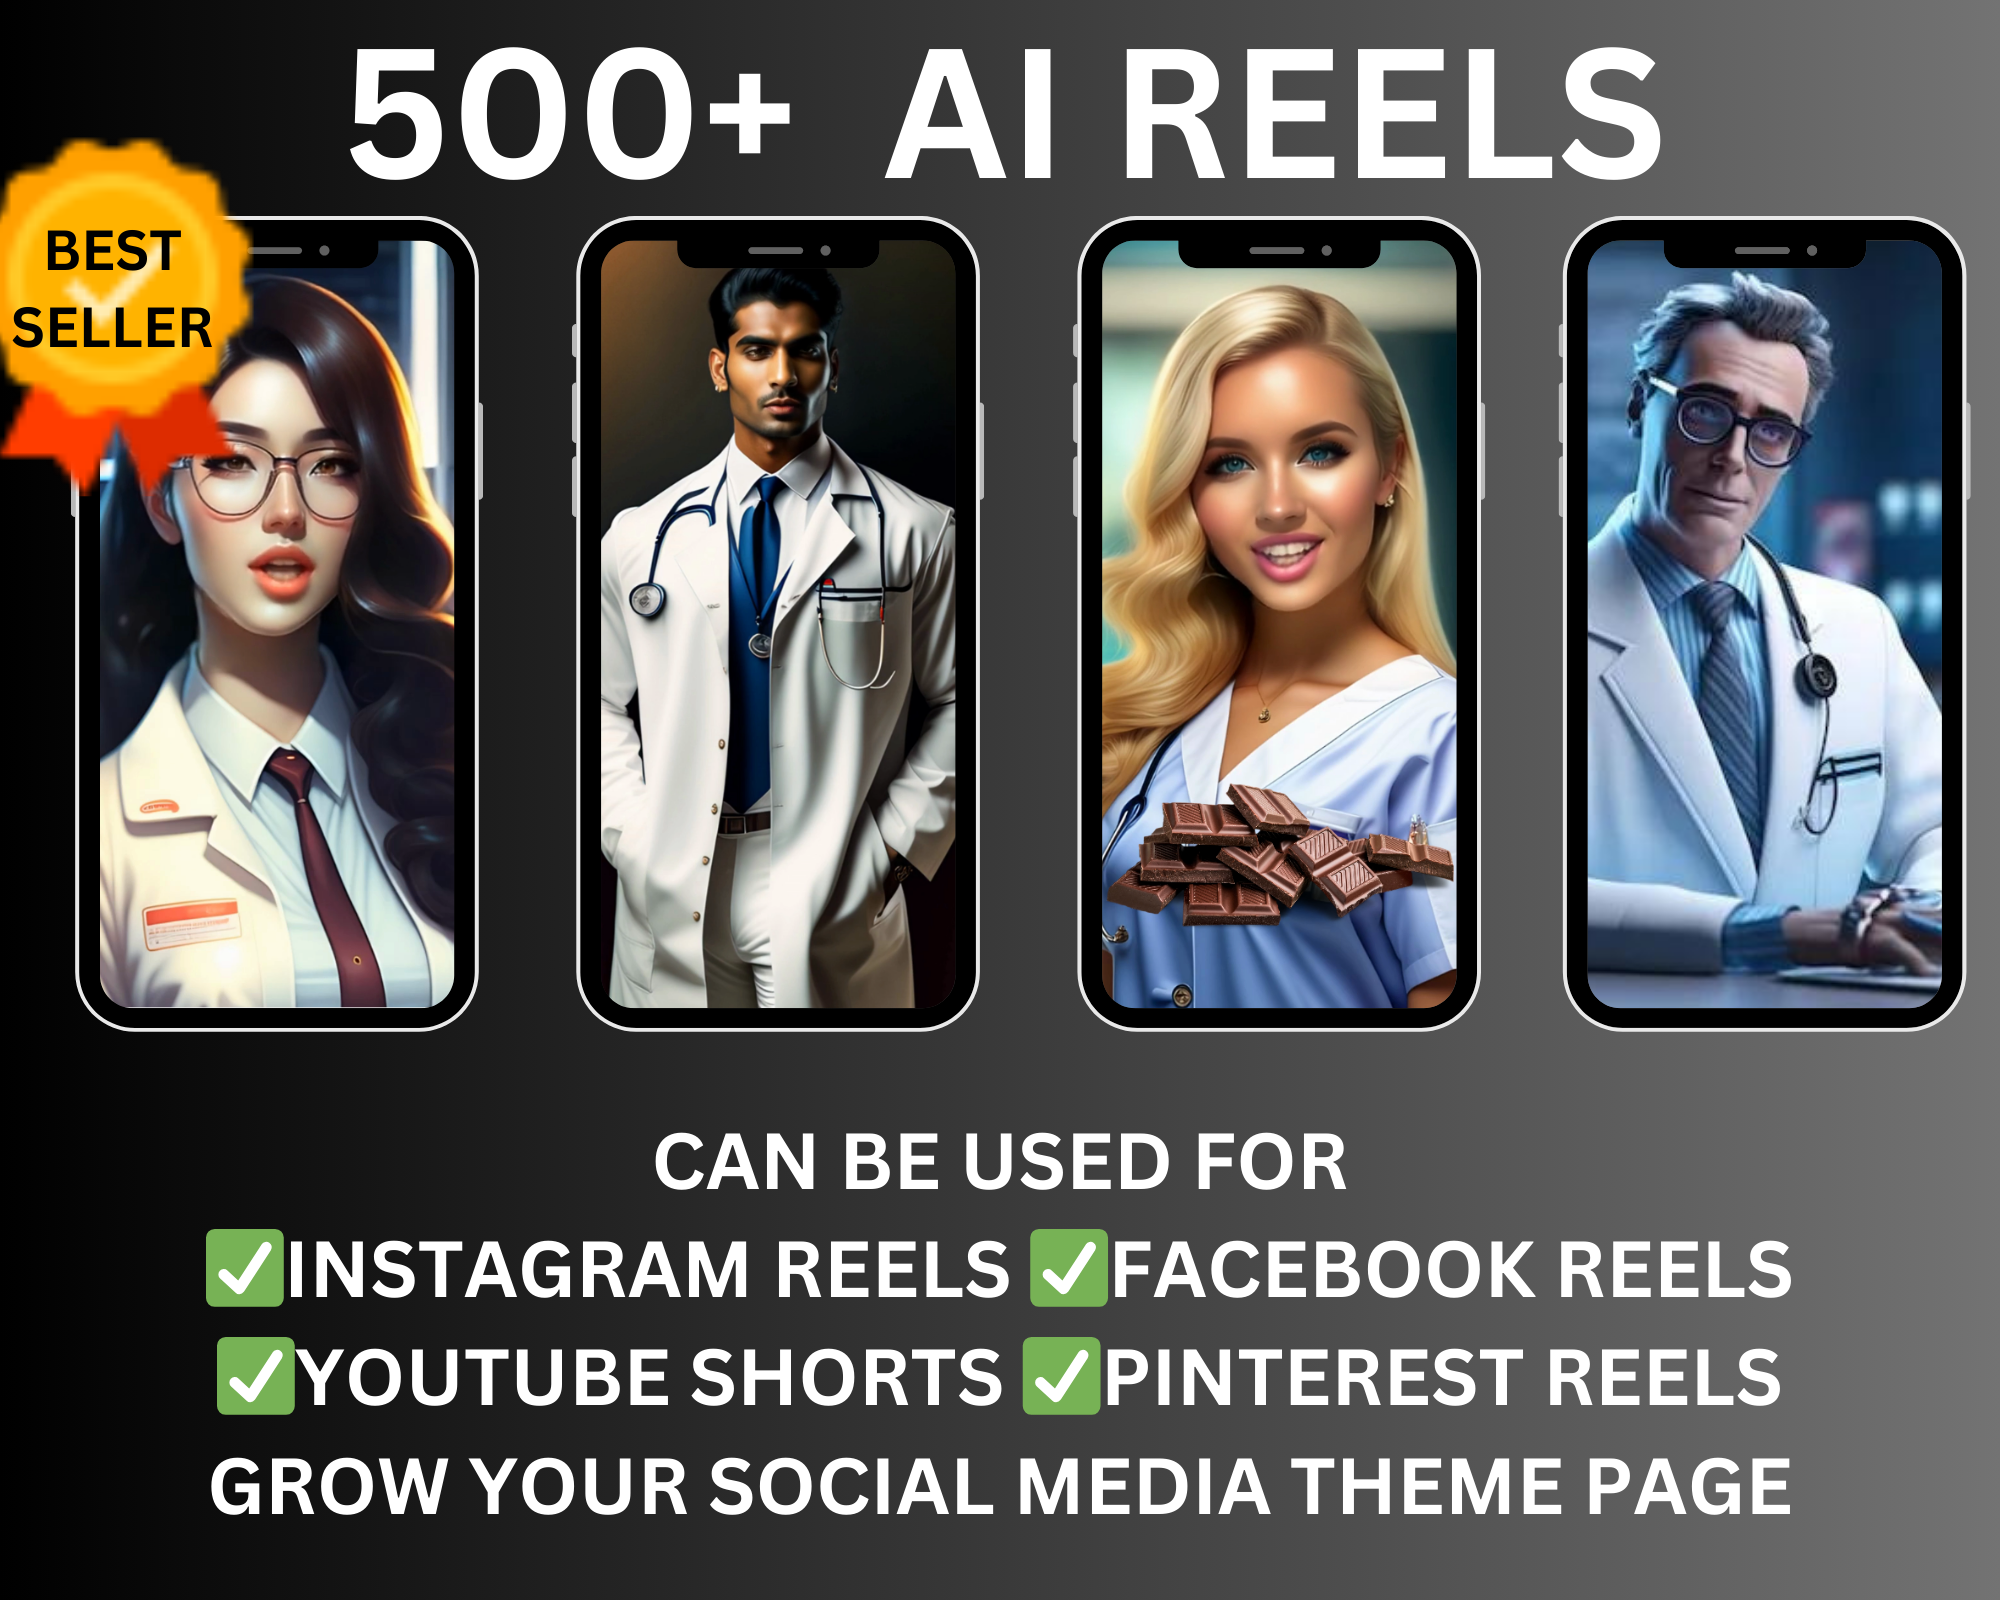 500+ AI REELS
BEST
SELLER
CAN BE USED FOR
✅INSTAGRAM REELS ✅FACEBOOK REELS
✅YOUTUBE SHORTS ✅PINTEREST REELS
GROW YOUR SOCIAL MEDIA THEME PAGE